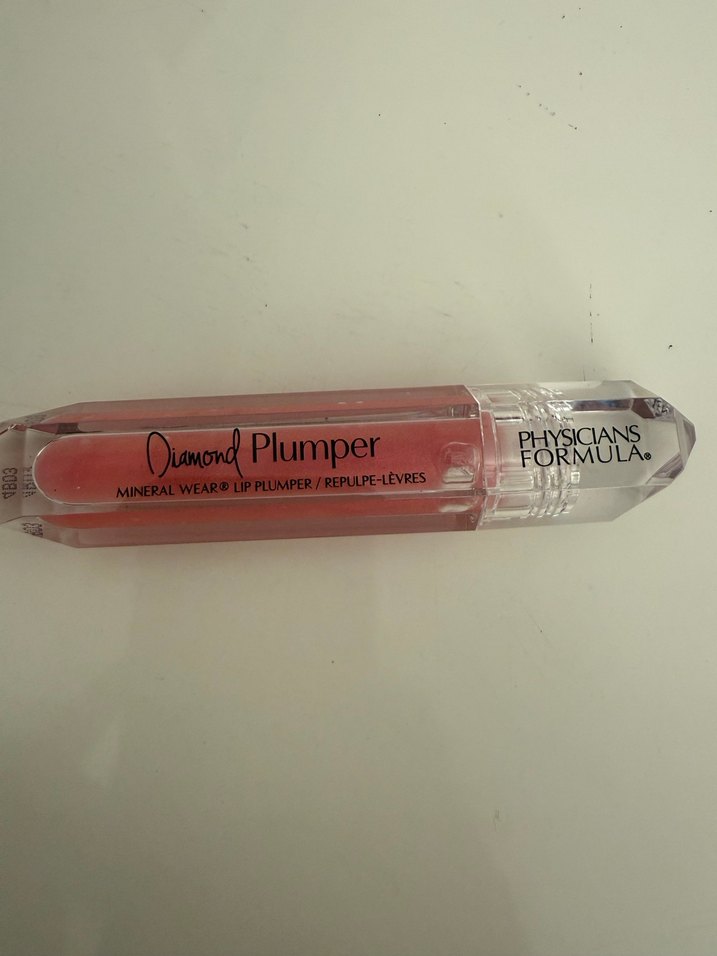 Diamond Plumper
MINERAL WEAR® LIP PLUMPER / REPULPE-LÈVRES
PHYSICIANS
FORMULA®